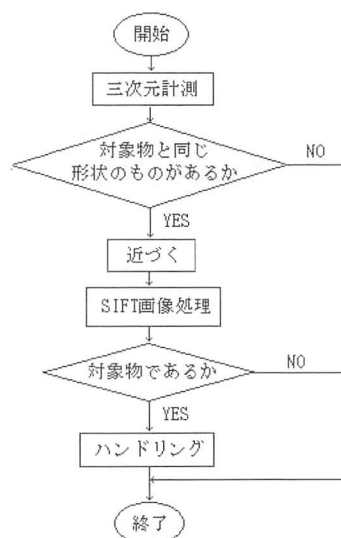 開始
三次元計測
対象物と同じ
形状のものがあるか
NO
YES
近づく
SIFT画像処理
対象物であるか
NO
YES
ハンドリング
終了